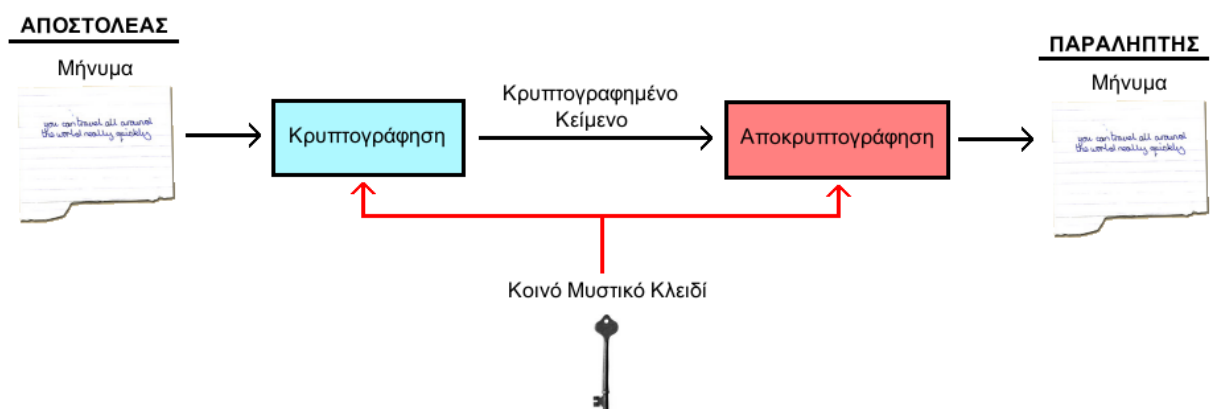 ΑΠΟΣΤΟΛΕΑΣ
Μήνυμα
you can travel all around
the world really quickly
Κρυπτογράφηση
Κρυπτογραφημένο
Κείμενο
Αποκρυπτογράφηση
ΠΑΡΑΛΗΠΤΗΣ
Μήνυμα
you can travel all around
the world really quickly
Κοινό Μυστικό Κλειδί